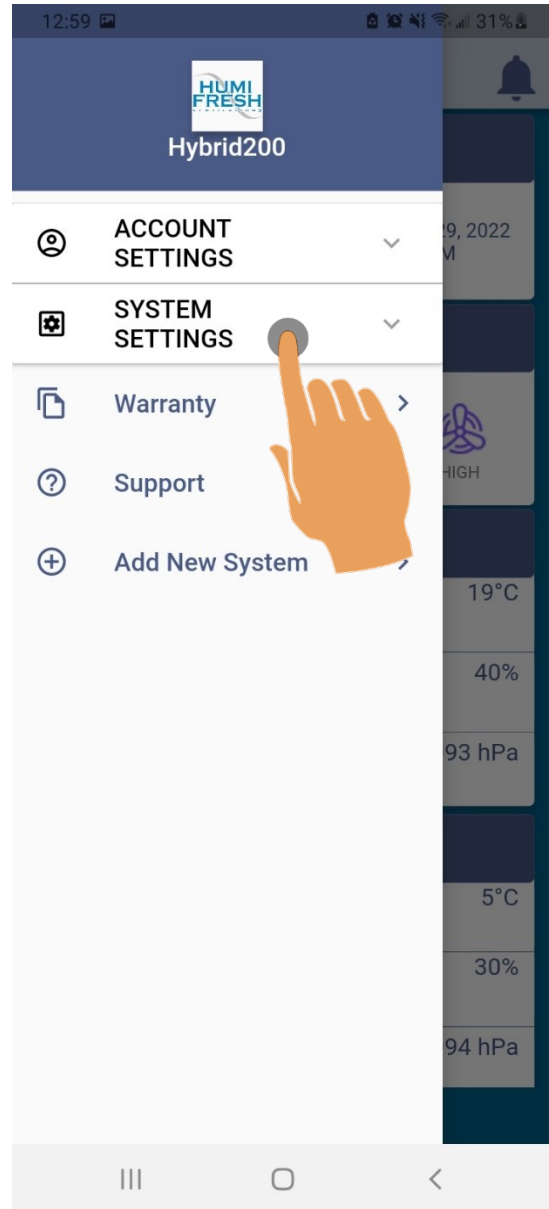 12:59
31%
HUMI
FRESH
Hybrid200
ACCOUNT
SETTINGS
29, 2022
M
SYSTEM
SETTINGS
Warranty
HIGH
Support
Add New System
19°C
40%
93 hPa
5°C
30%
94 hPa